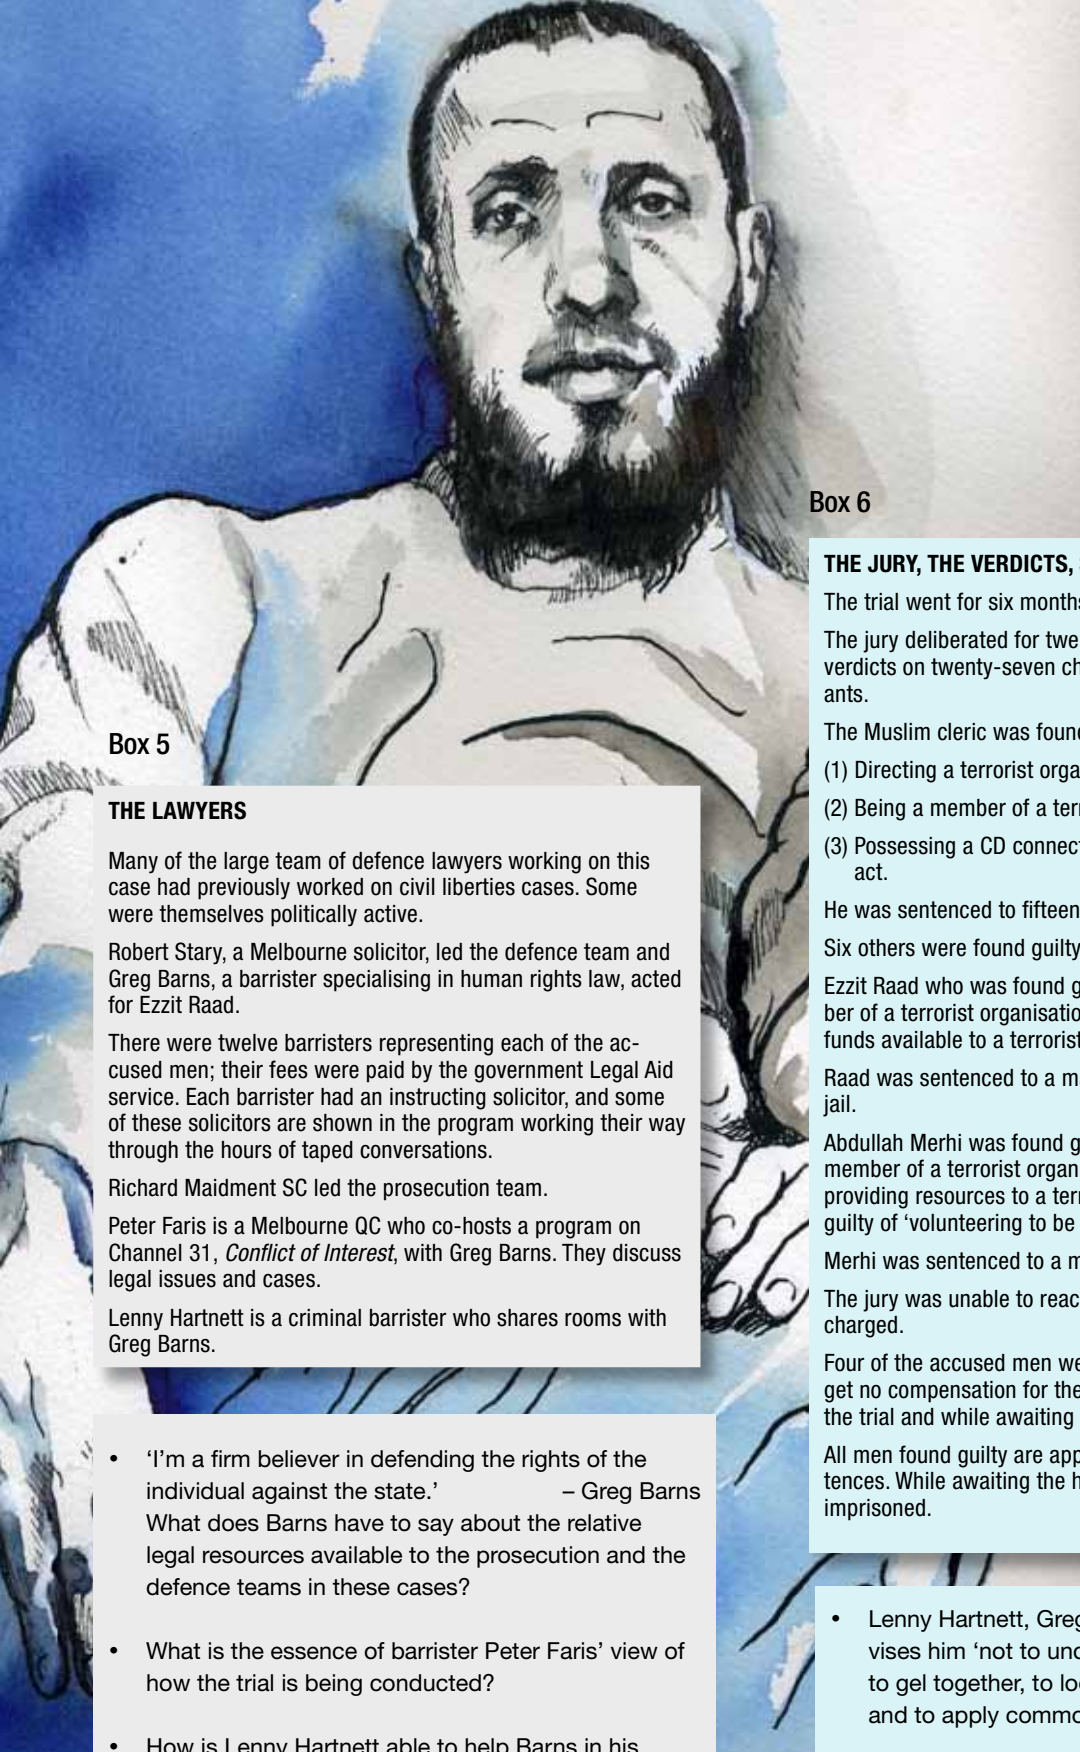 Box 5
THE LAWYERS
Many of the large team of defence lawyers working on this
case had previously worked on civil liberties cases. Some
were themselves politically active.
Robert Stary, a Melbourne solicitor, led the defence team and
Greg Barns, a barrister specialising in human rights law, acted
for Ezzit Raad.
There were twelve barristers representing each of the ac-
cused men; their fees were paid by the government Legal Aid
service. Each barrister had an instructing solicitor, and some
of these solicitors are shown in the program working their way
through the hours of taped conversations.
Richard Maidment SC led the prosecution team.
Peter Faris is a Melbourne QC who co-hosts a program on
Channel 31, Conflict of Interest, with Greg Barns. They discuss
legal issues and cases.
Lenny Hartnett is a criminal barrister who shares rooms with
Greg Barns.
• ‘I’m a firm believer in defending the rights of the
individual against the state.’ – Greg Barns
What does Barns have to say about the relative
legal resources available to the prosecution and the
defence teams in these cases?
• What is the essence of barrister Peter Faris’ view of
how the trial is being conducted?
• How is Lenny Hartnett able to help Barns in his
Box 6
THE JURY, THE VERDICTS,
The trial went for six months
The jury deliberated for twe
verdicts on twenty-seven ch
ants.
The Muslim cleric was found
(1) Directing a terrorist orga
(2) Being a member of a terr
(3) Possessing a CD connect
act.
He was sentenced to fifteen
Six others were found guilty
Ezzit Raad who was found g
ber of a terrorist organisatio
funds available to a terrorist
Raad was sentenced to a m
jail.
Abdullah Merhi was found g
member of a terrorist organ
providing resources to a terr
guilty of ‘volunteering to be
Merhi was sentenced to a m
The jury was unable to reac
charged.
Four of the accused men we
get no compensation for the
the trial and while awaiting
All men found guilty are app
tences. While awaiting the h
imprisoned.
• Lenny Hartnett, Greg
vises him ‘not to und
to gel together, to loo
and to apply commo